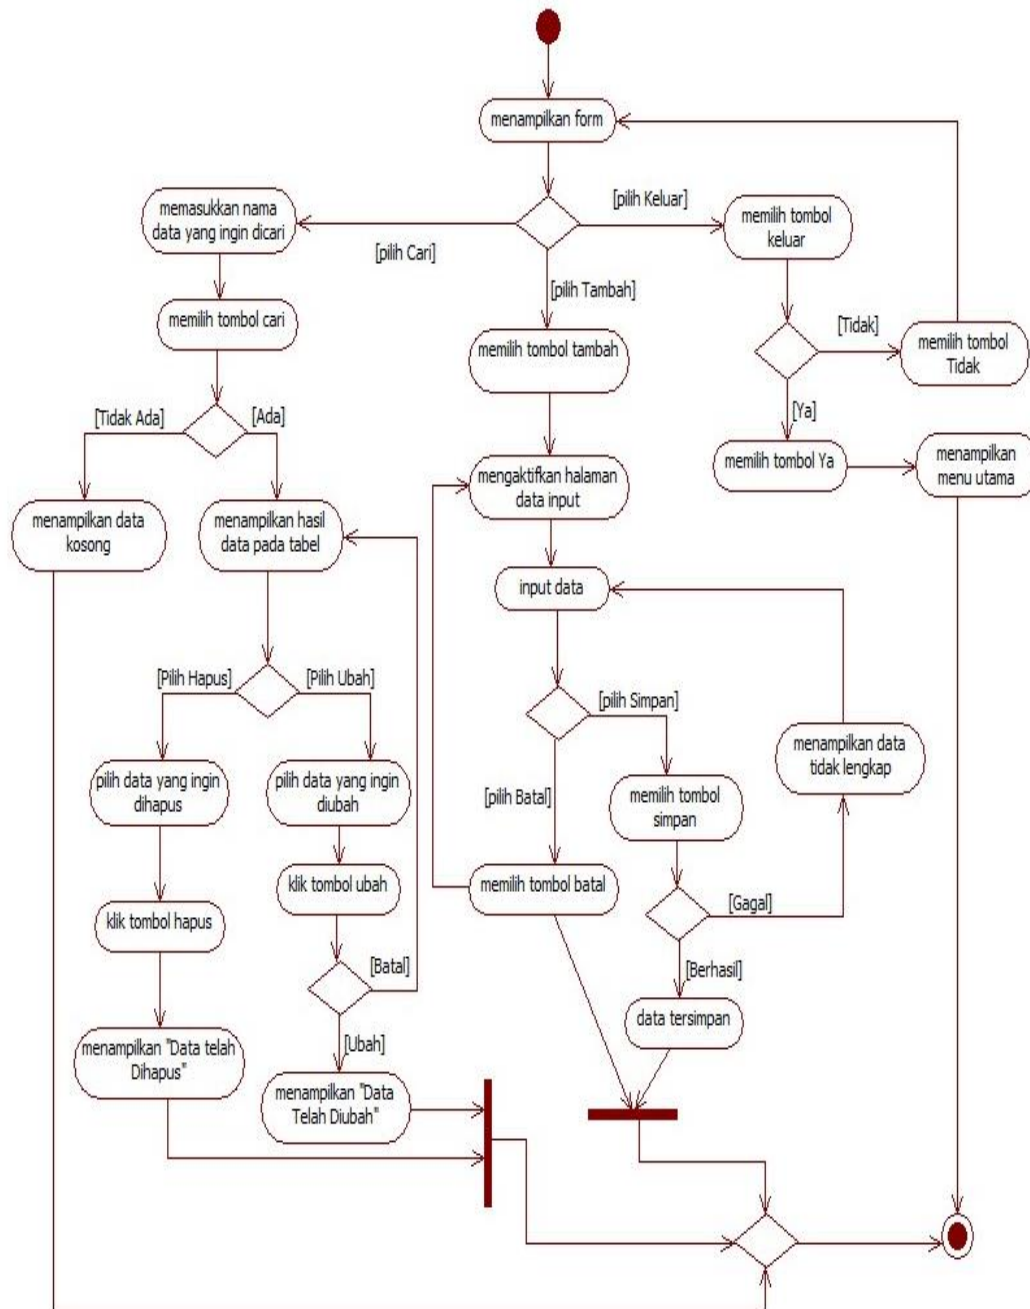 menampilkan form
[pilih Keluar]
memasukkan nama
data yang ingin dicari
memilih tombol
keluar
[pilih Cari]
[pilih Tambah]
memilih tombol cari
[Tidak]
memilih tombol tambah
memilih tombol
Tidak
[Tidak Ada]
[Ada]
[Ya]
memilih tombol Ya
menampilkan
menu utama
mengaktifkan halaman
data input
menampilkan data
kosong
menampilkan hasil
data pada tabel
input data
[Pilih Hapus]
[Pilih Ubah]
[pilih Simpan]
menampilkan data
tidak lengkap
pilih data yang ingin
dihapus
pilih data yang ingin
diubah
[pilih Batal]
memilih tombol
simpan
klik tombol ubah
memilih tombol batal
[Gagal]
klik tombol hapus
[Batal]
[Berhasil]
data tersimpan
[Ubah]
menampilkan "Data telah
Dihapus"
menampilkan "Data
Telah Diubah"